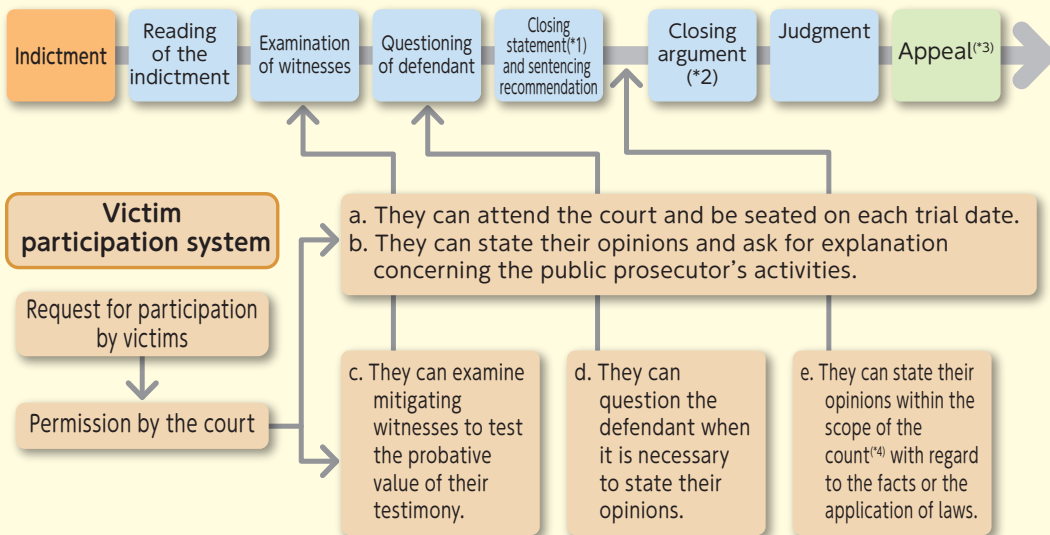 Indictment
Reading
of the
indictment
Examination
of witnesses
Questioning
of defendant
Closing
statement(*1)
and sentencing
recommendation
Closing
argument
(*2)
Judgment
Appeal(*3)
Victim
participation system
Request for participation
by victims
Permission by the court
a. They can attend the court and be seated on each trial date.
b. They can state their opinions and ask for explanation
concerning the public prosecutor's activities.
c. They can examine
mitigating
witnesses to test
the probative
value of their
testimony.
d. They can
question the
defendant when
it is necessary
to state their
opinions.
e. They can state their
opinions within the
scope of the
count(*4) with regard
to the facts or the
application of laws.